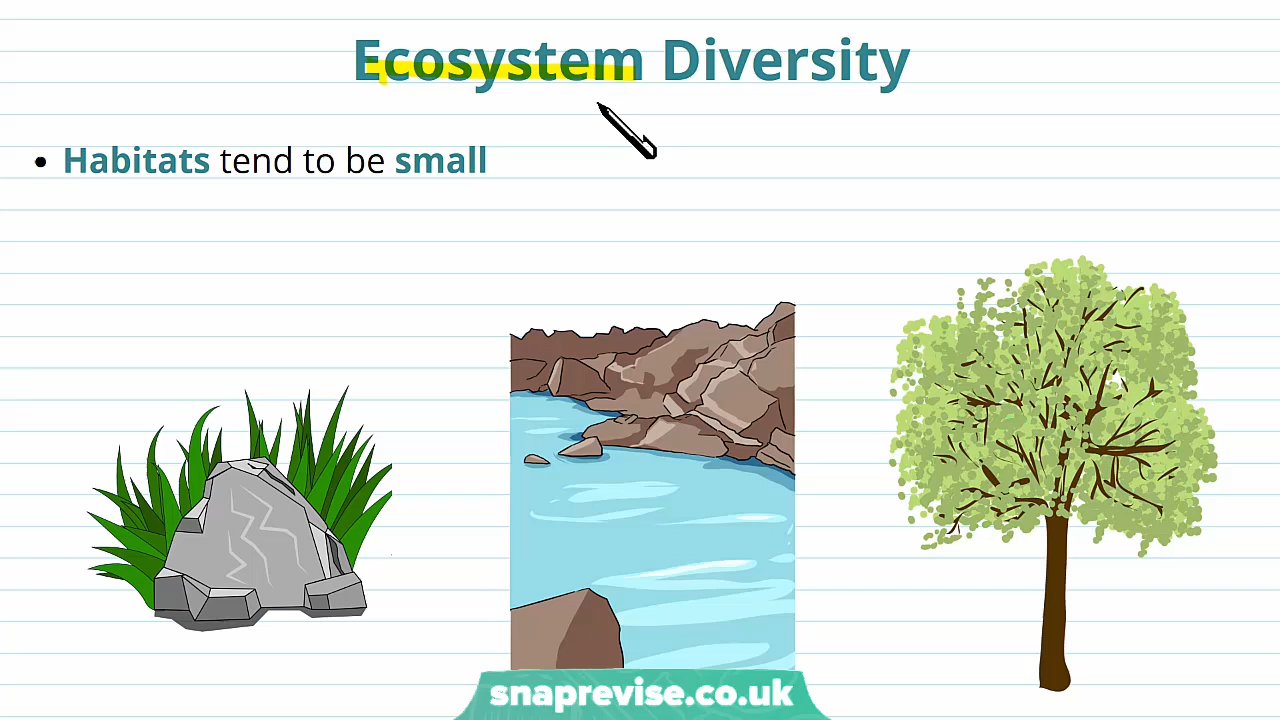 Ecosystem Diversity
• Habitats tend to be small
snaprevise.co.uk